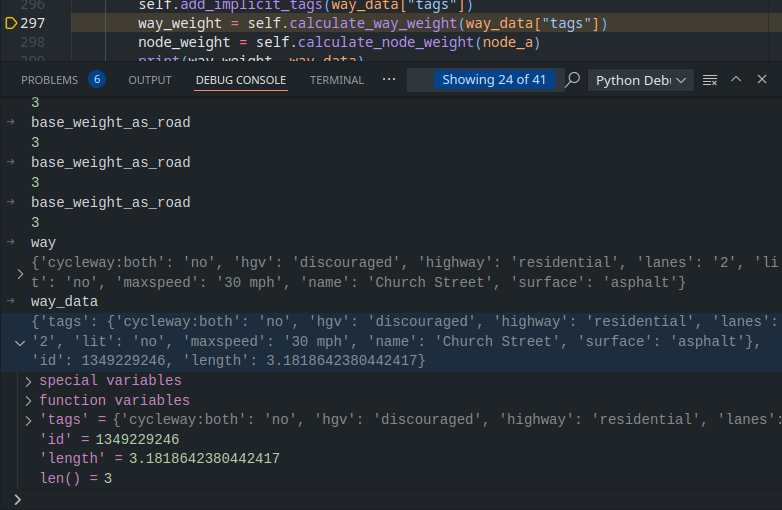 296 self.add_implicit_tags(way_data["tags"])
297 way_weight = self.calculate_way_weight(way_data["tags"])
298 node_weight = self.calculate_node_weight(node_a)
299 print(way_weight, way_data)
PROBLEMS 6 OUTPUT DEBUG CONSOLE TERMINAL ··· Showing 24 of 41 Python Debu
3
base_weight_as_road
3
base_weight_as_road
3
base_weight_as_road
3
way
{'cycleway:both': 'no', 'hgv': 'discouraged', 'highway': 'residential', 'lanes': '2', 'li
t': 'no', 'maxspeed': '30 mph', 'name': 'Church Street', 'surface': 'asphalt'}
way_data
{'tags': {'cycleway:both': 'no', 'hgv': 'discouraged', 'highway': 'residential', 'lanes':
'2', 'lit': 'no', 'maxspeed': '30 mph', 'name': 'Church Street', 'surface': 'asphalt'},
'id': 1349229246, 'length': 3.1818642380442417}
special variables
function variables
'tags' = {'cycleway:both': 'no', 'hgv': 'discouraged', 'highway': 'residential', 'lanes':
'id' = 1349229246
'length' = 3.1818642380442417
len() = 3